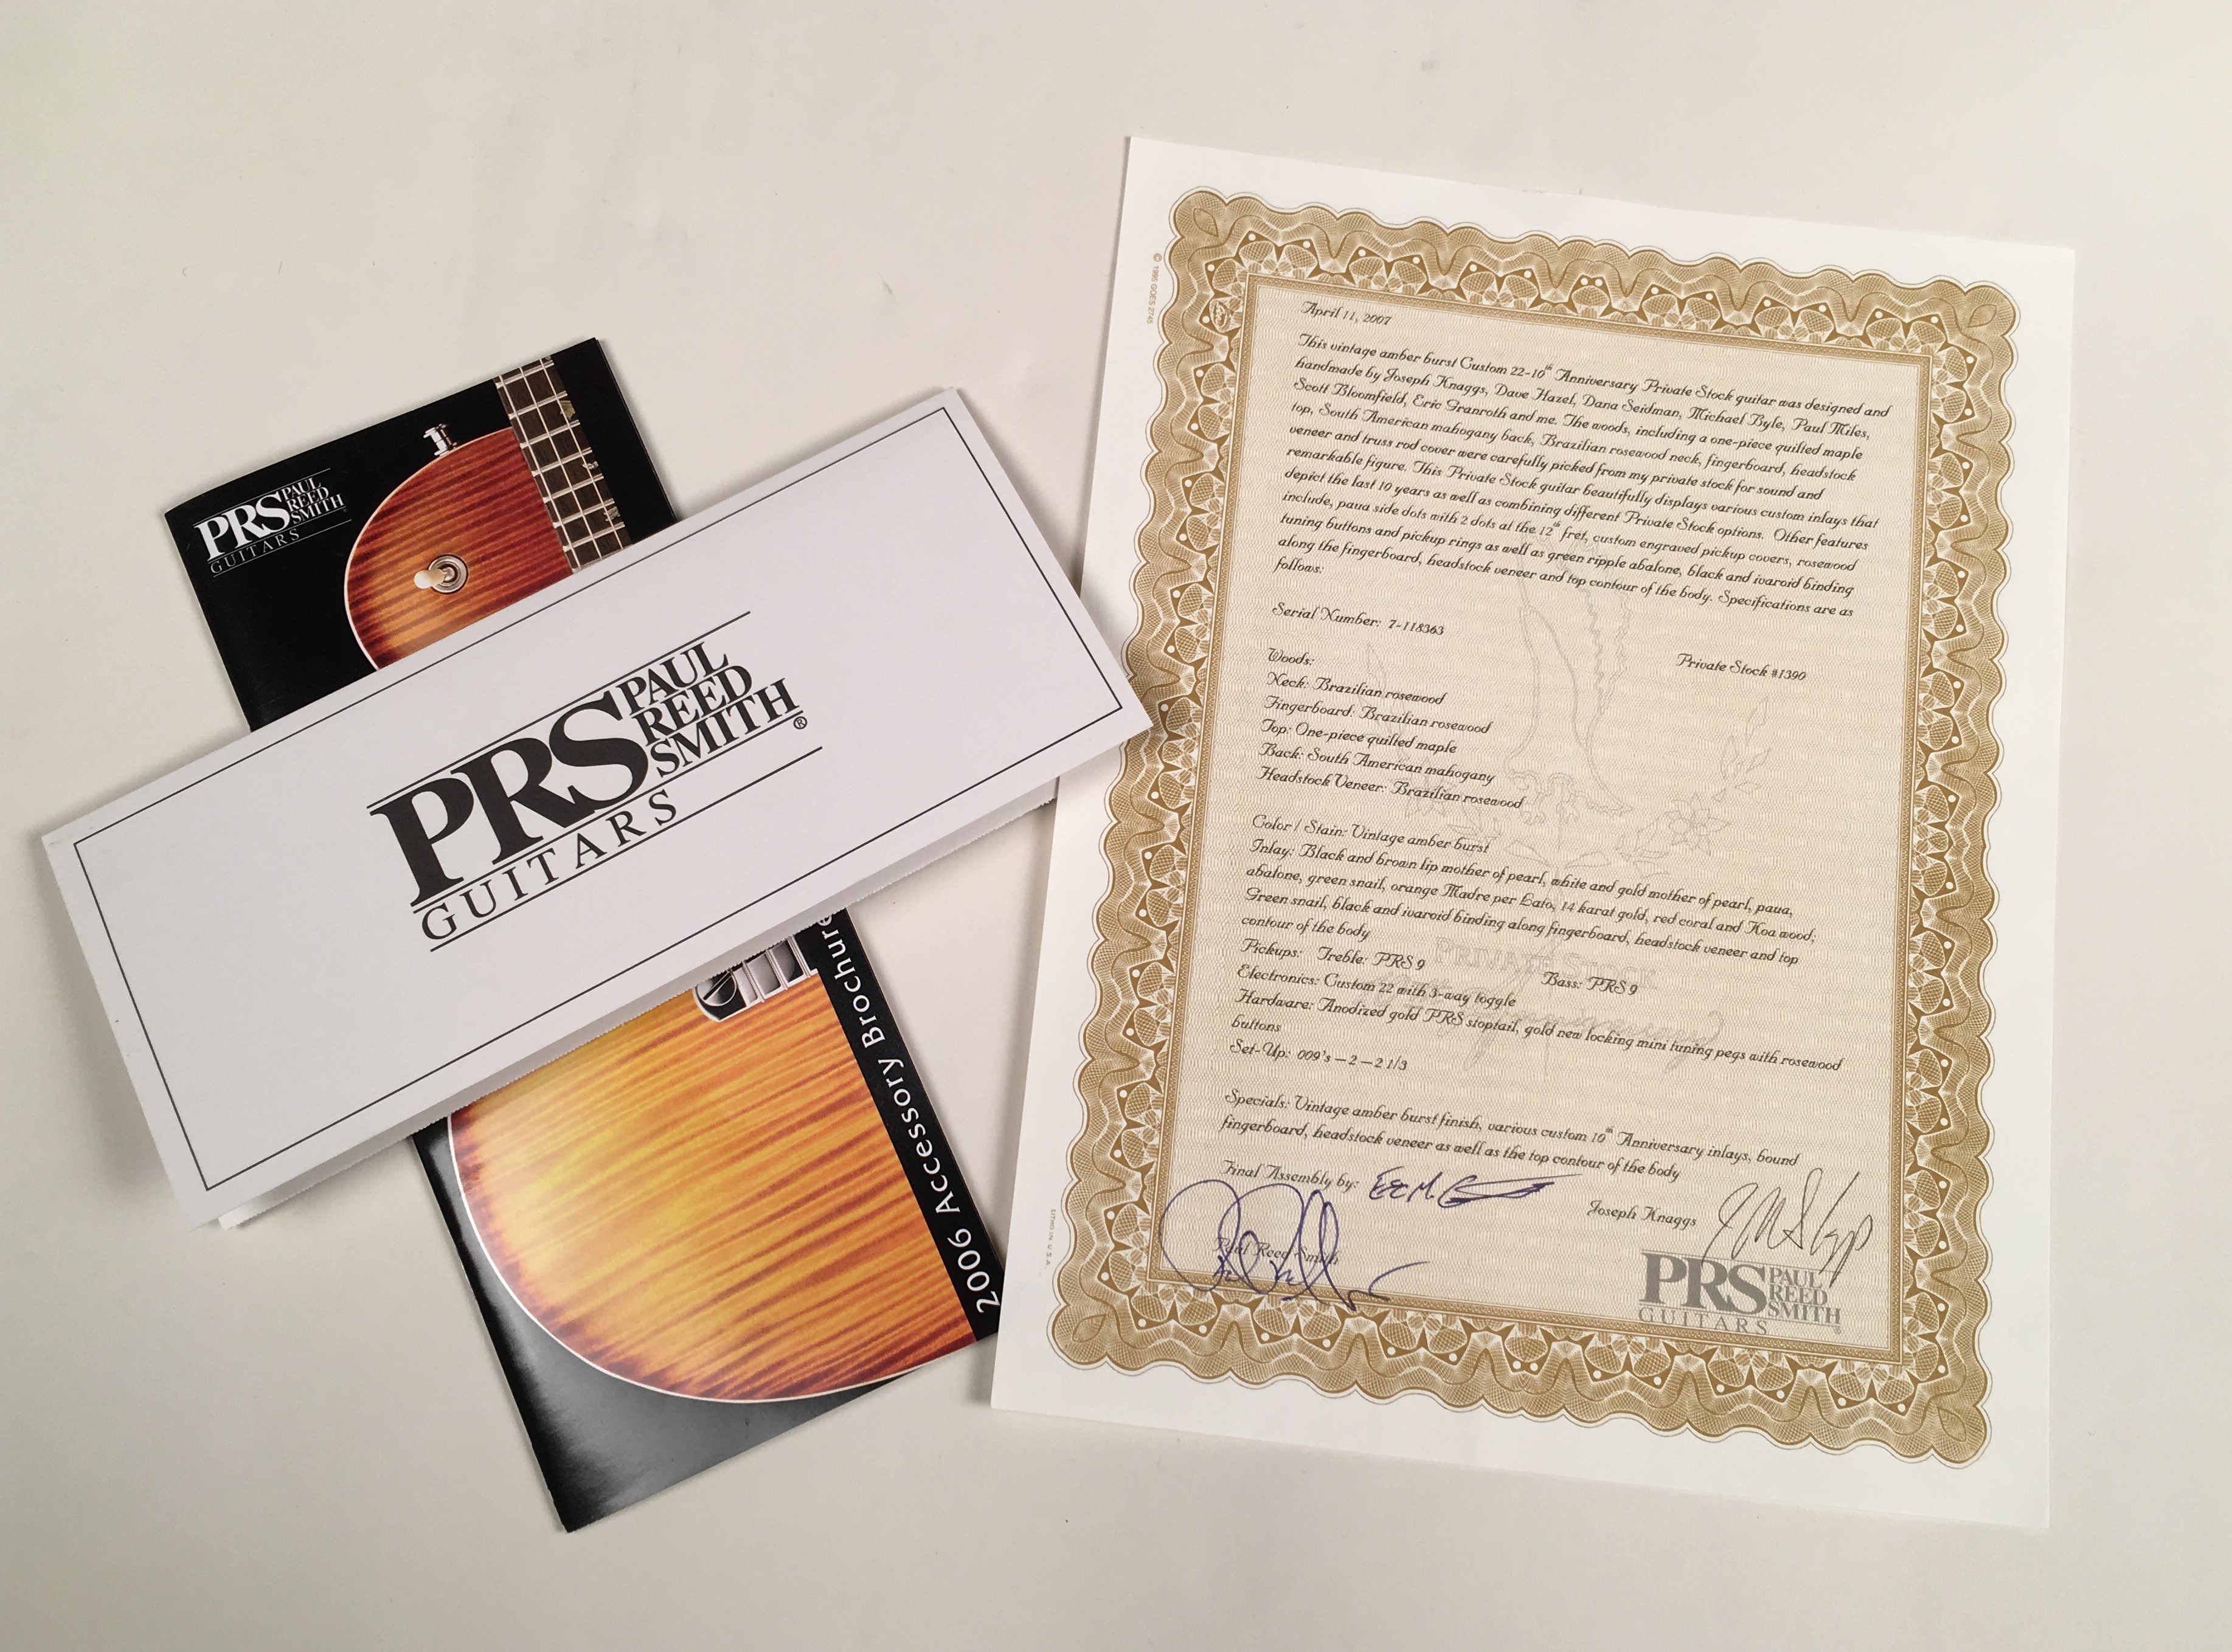 PRS PAUL
REED
SMITH
GUITARS
PRS PAUL
REED
SMITH®
GUITARS
2006 Accessory Brochure
© 1995 GOES 2745
LITHO IN U.S.A.
April 11, 2007
This vintage amber burst Custom 22-10th Anniversary Private Stock guitar was designed and
handmade by Joseph Knaggs, Dave Hazel, Dana Seidman, Michael Byle, Paul Miles,
Scott Bloomfield, Eric Granroth and me. The woods, including a one-piece quilted maple
top, South American mahogany back, Brazilian rosewood neck, fingerboard, headstock
veneer and truss rod cover were carefully picked from my private stock for sound and
remarkable figure. This Private Stock guitar beautifully displays various custom inlays that
depict the last 10 years as well as combining different Private Stock options. Other features
include, paua side dots with 2 dots at the 12th fret, custom engraved pickup covers, rosewood
tuning buttons and pickup rings as well as green ripple abalone, black and ivaroid binding
along the fingerboard, headstock veneer and top contour of the body. Specifications are as
follows:
Serial Number: 7-118363
Private Stock #1390
Woods:
Neck: Brazilian rosewood
Fingerboard: Brazilian rosewood
Top: One-piece quilted maple
Back: South American mahogany
Headstock Veneer: Brazilian rosewood
Color / Stain: Vintage amber burst
Inlay: Black and brown lip mother of pearl, white and gold mother of pearl, paua,
abalone, green snail, orange Madre per Lato, 14 karat gold, red coral and Koa wood;
Green snail, black and ivaroid binding along fingerboard, headstock veneer and top
contour of the body
Pickups: Treble: PRS 9 Bass: PRS 9
Electronics: Custom 22 with 3-way toggle
Hardware: Anodized gold PRS stoptail, gold new locking mini tuning pegs with rosewood
buttons
Set-Up: 009's – 2 – 2 1/3
PRIVATE STOCK
Specials: Vintage amber burst finish, various custom 10th Anniversary inlays, bound
fingerboard, headstock veneer as well as the top contour of the body
Final Assembly by:
Joseph Knaggs
Paul Reed Smith
PRS PAUL
REED
SMITH
GUITARS